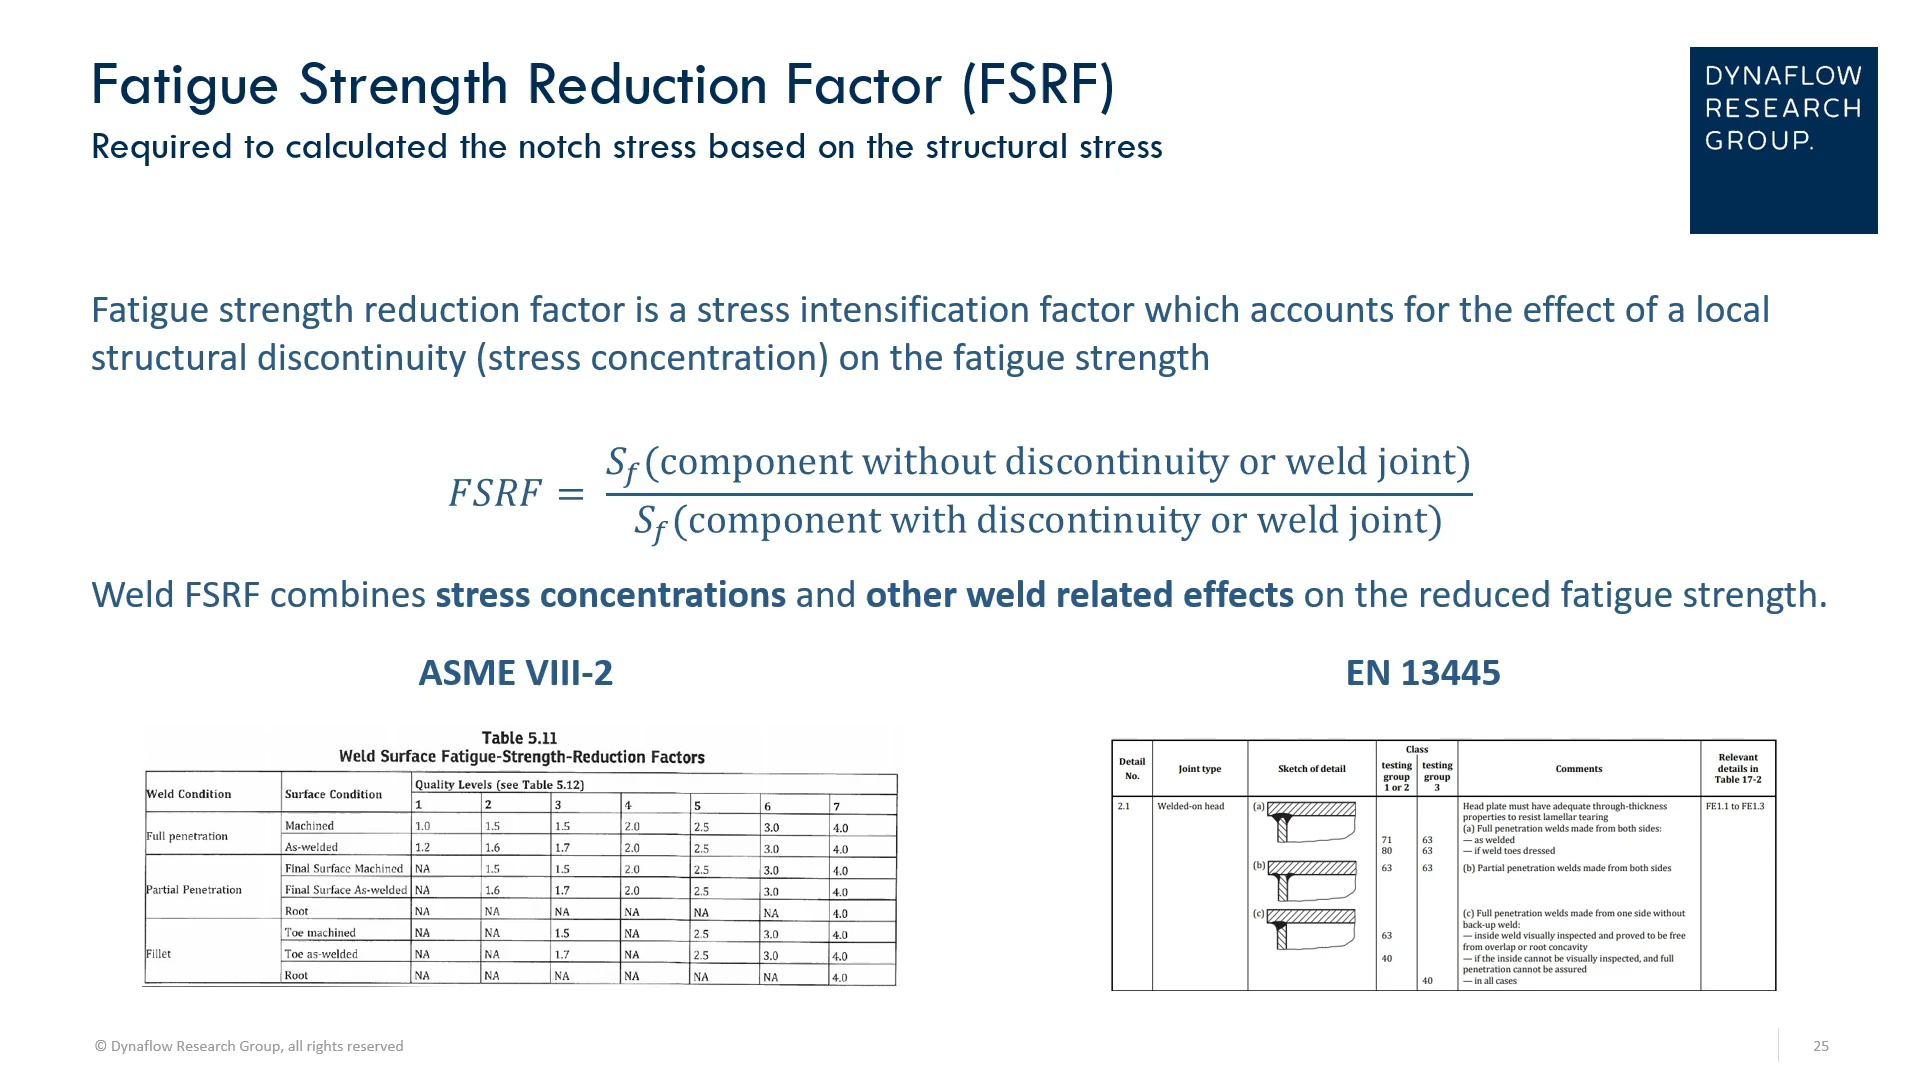 Fatigue Strength Reduction Factor (FSRF)
Required to calculated the notch stress based on the structural stress
DYNAFLOW
RESEARCH
GROUP.
Fatigue strength reduction factor is a stress intensification factor which accounts for the effect of a local
structural discontinuity (stress concentration) on the fatigue strength
FSRF = S_f (component without discontinuity or weld joint) / S_f (component with discontinuity or weld joint)
Weld FSRF combines stress concentrations and other weld related effects on the reduced fatigue strength.
ASME VIII-2
Table 5.11
Weld Surface Fatigue-Strength-Reduction Factors
Weld Condition Surface Condition Quality Levels (see Table 5.12)
1 2 3 4 5 6 7
Full penetration Machined 1.0 1.5 1.5 2.0 2.5 3.0 4.0
As-welded 1.2 1.6 1.7 2.0 2.5 3.0 4.0
Partial Penetration Final Surface Machined NA 1.5 1.5 2.0 2.5 3.0 4.0
Final Surface As-welded NA 1.6 1.7 2.0 2.5 3.0 4.0
Root NA NA NA NA NA NA 4.0
Fillet Toe machined NA NA 1.5 NA 2.5 3.0 4.0
Toe as-welded NA NA 1.7 NA 2.5 3.0 4.0
Root NA NA NA NA NA NA 4.0
EN 13445
Detail No. Joint type Sketch of detail Class Comments Relevant details in Table 17-2
testing group 1 or 2 testing group 3
2.1 Welded-on head (a) Head plate must have adequate through-thickness FE1.1 to FE1.3
properties to resist lamellar tearing
(a) Full penetration welds made from both sides:
71 63 — as welded
80 63 — if weld toes dressed
(b) 63 63 (b) Partial penetration welds made from both sides
(c) (c) Full penetration welds made from one side without
back-up weld:
63 — inside weld visually inspected and proved to be free
from overlap or root concavity
40 — if the inside cannot be visually inspected, and full
penetration cannot be assured
40 — in all cases
© Dynaflow Research Group, all rights reserved
25